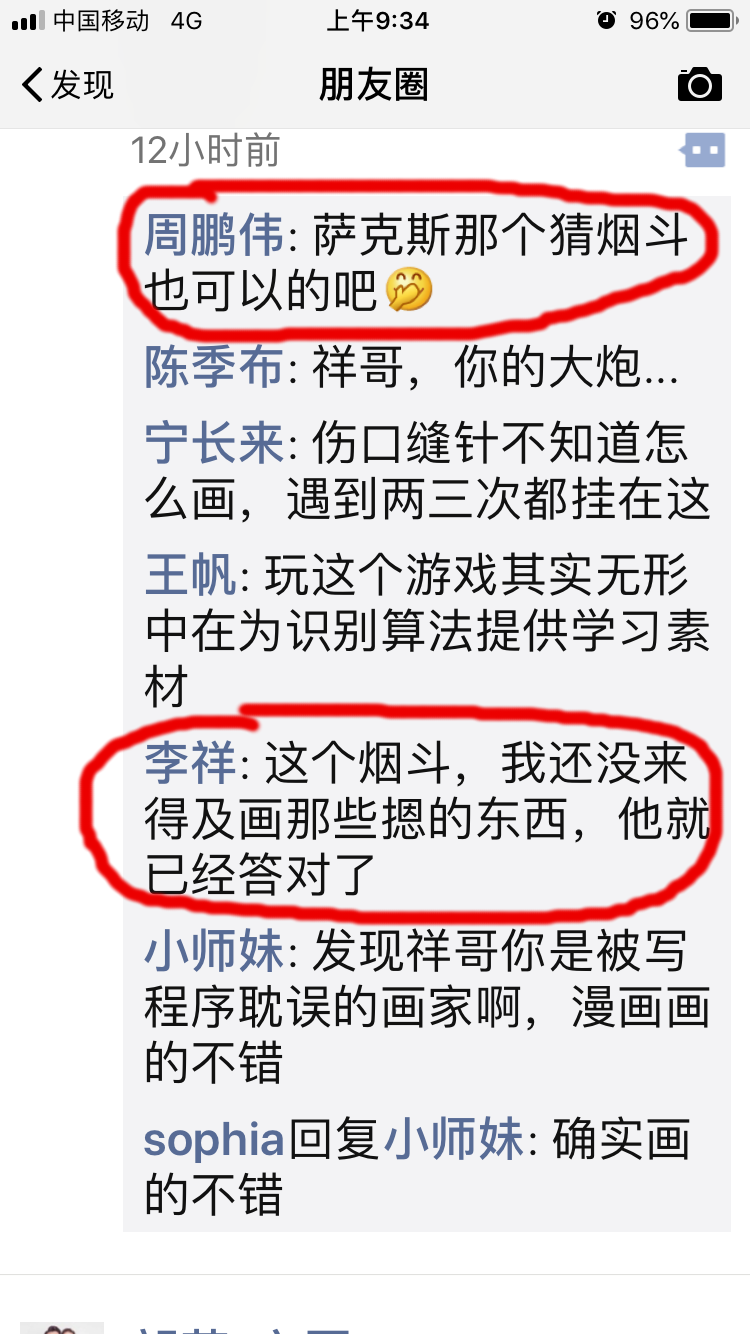 中国移动 4G 上午9:34 96%
发现 朋友圈
12小时前
周鹏伟: 萨克斯那个猜烟斗
也可以的吧🤭
陈季布: 祥哥，你的大炮...
宁长来: 伤口缝针不知道怎
么画，遇到两三次都挂在这
王帆: 玩这个游戏其实无形
中在为识别算法提供学习素
材
李祥: 这个烟斗，我还没来
得及画那些摁的东西，他就
已经答对了
小师妹: 发现祥哥你是被写
程序耽误的画家啊，漫画画
的不错
sophia回复小师妹: 确实画
的不错